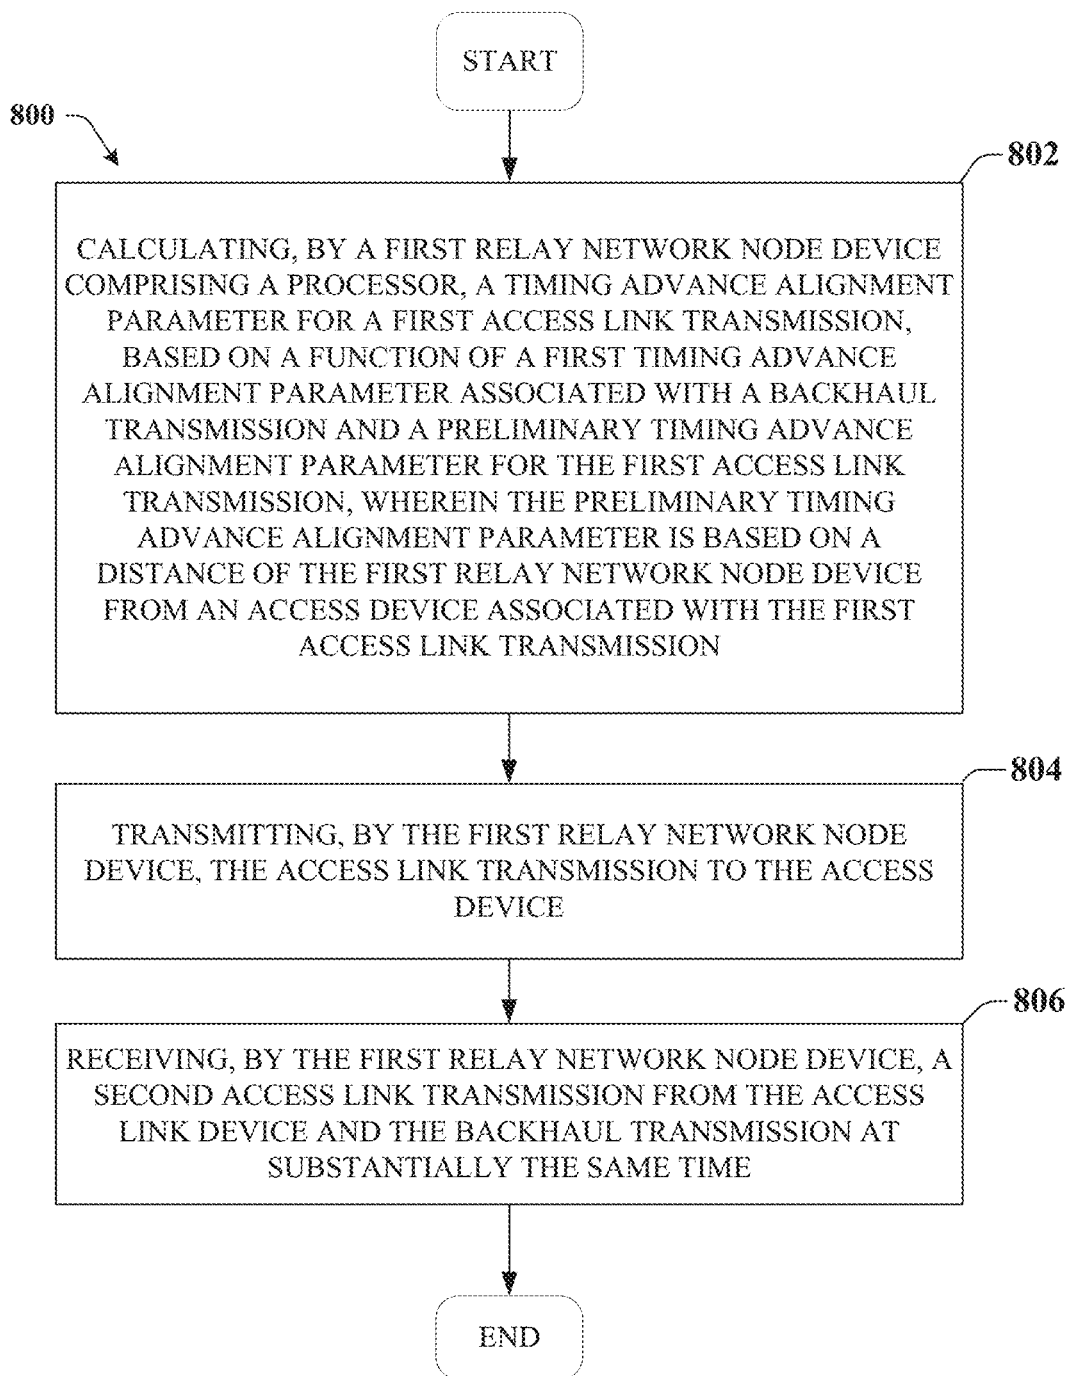 START
800
802
CALCULATING, BY A FIRST RELAY NETWORK NODE DEVICE
COMPRISING A PROCESSOR, A TIMING ADVANCE ALIGNMENT
PARAMETER FOR A FIRST ACCESS LINK TRANSMISSION,
BASED ON A FUNCTION OF A FIRST TIMING ADVANCE
ALIGNMENT PARAMETER ASSOCIATED WITH A BACKHAUL
TRANSMISSION AND A PRELIMINARY TIMING ADVANCE
ALIGNMENT PARAMETER FOR THE FIRST ACCESS LINK
TRANSMISSION, WHEREIN THE PRELIMINARY TIMING
ADVANCE ALIGNMENT PARAMETER IS BASED ON A
DISTANCE OF THE FIRST RELAY NETWORK NODE DEVICE
FROM AN ACCESS DEVICE ASSOCIATED WITH THE FIRST
ACCESS LINK TRANSMISSION
804
TRANSMITTING, BY THE FIRST RELAY NETWORK NODE
DEVICE, THE ACCESS LINK TRANSMISSION TO THE ACCESS
DEVICE
806
RECEIVING, BY THE FIRST RELAY NETWORK NODE DEVICE, A
SECOND ACCESS LINK TRANSMISSION FROM THE ACCESS
LINK DEVICE AND THE BACKHAUL TRANSMISSION AT
SUBSTANTIALLY THE SAME TIME
END